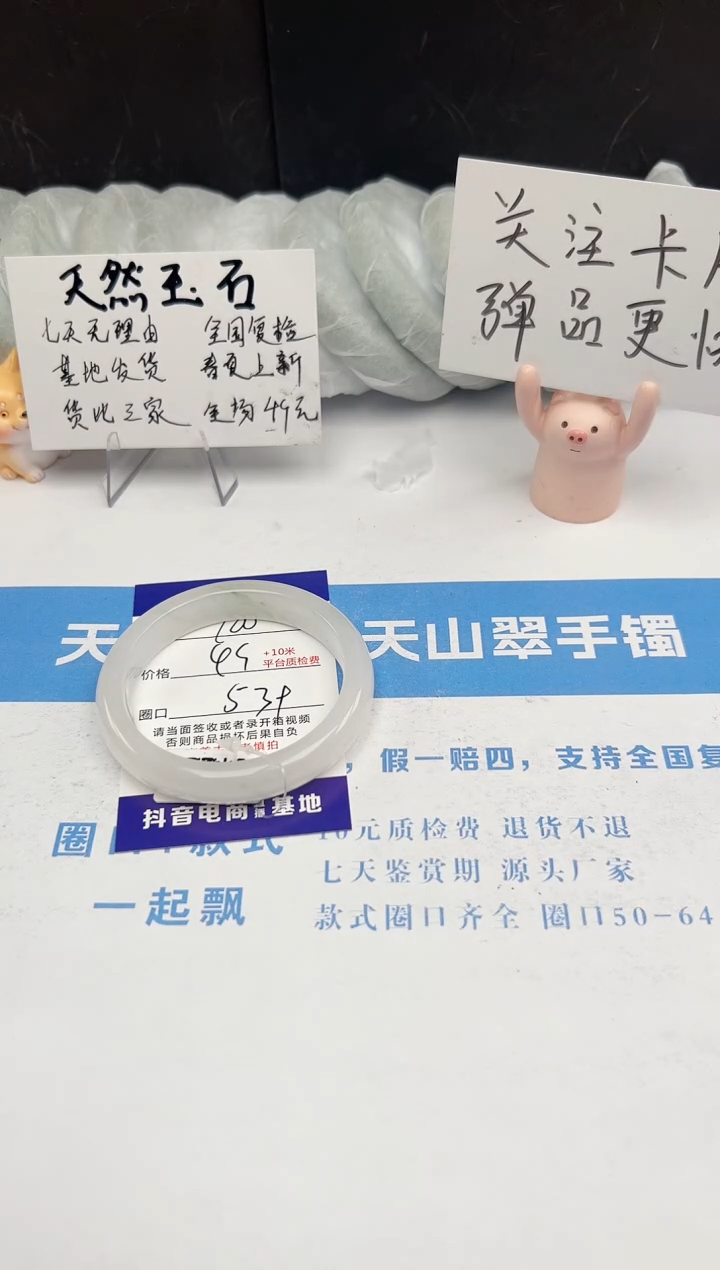 天然玉石
七天无理由 全国复检
基地发货 春夏上新
货比三家 全场49元
关注卡
弹品更快
天 天山翠手镯
100
价格 49 +10米
平台质检费
圈口 53+
请当面签收或者录开箱视频
否则商品损坏后果自负
慎拍
抖音电商 基地
，假一赔四，支持全国复
圈口 款式 10元质检费 退货不退
七天鉴赏期 源头厂家
一起飘 款式圈口齐全 圈口50-64